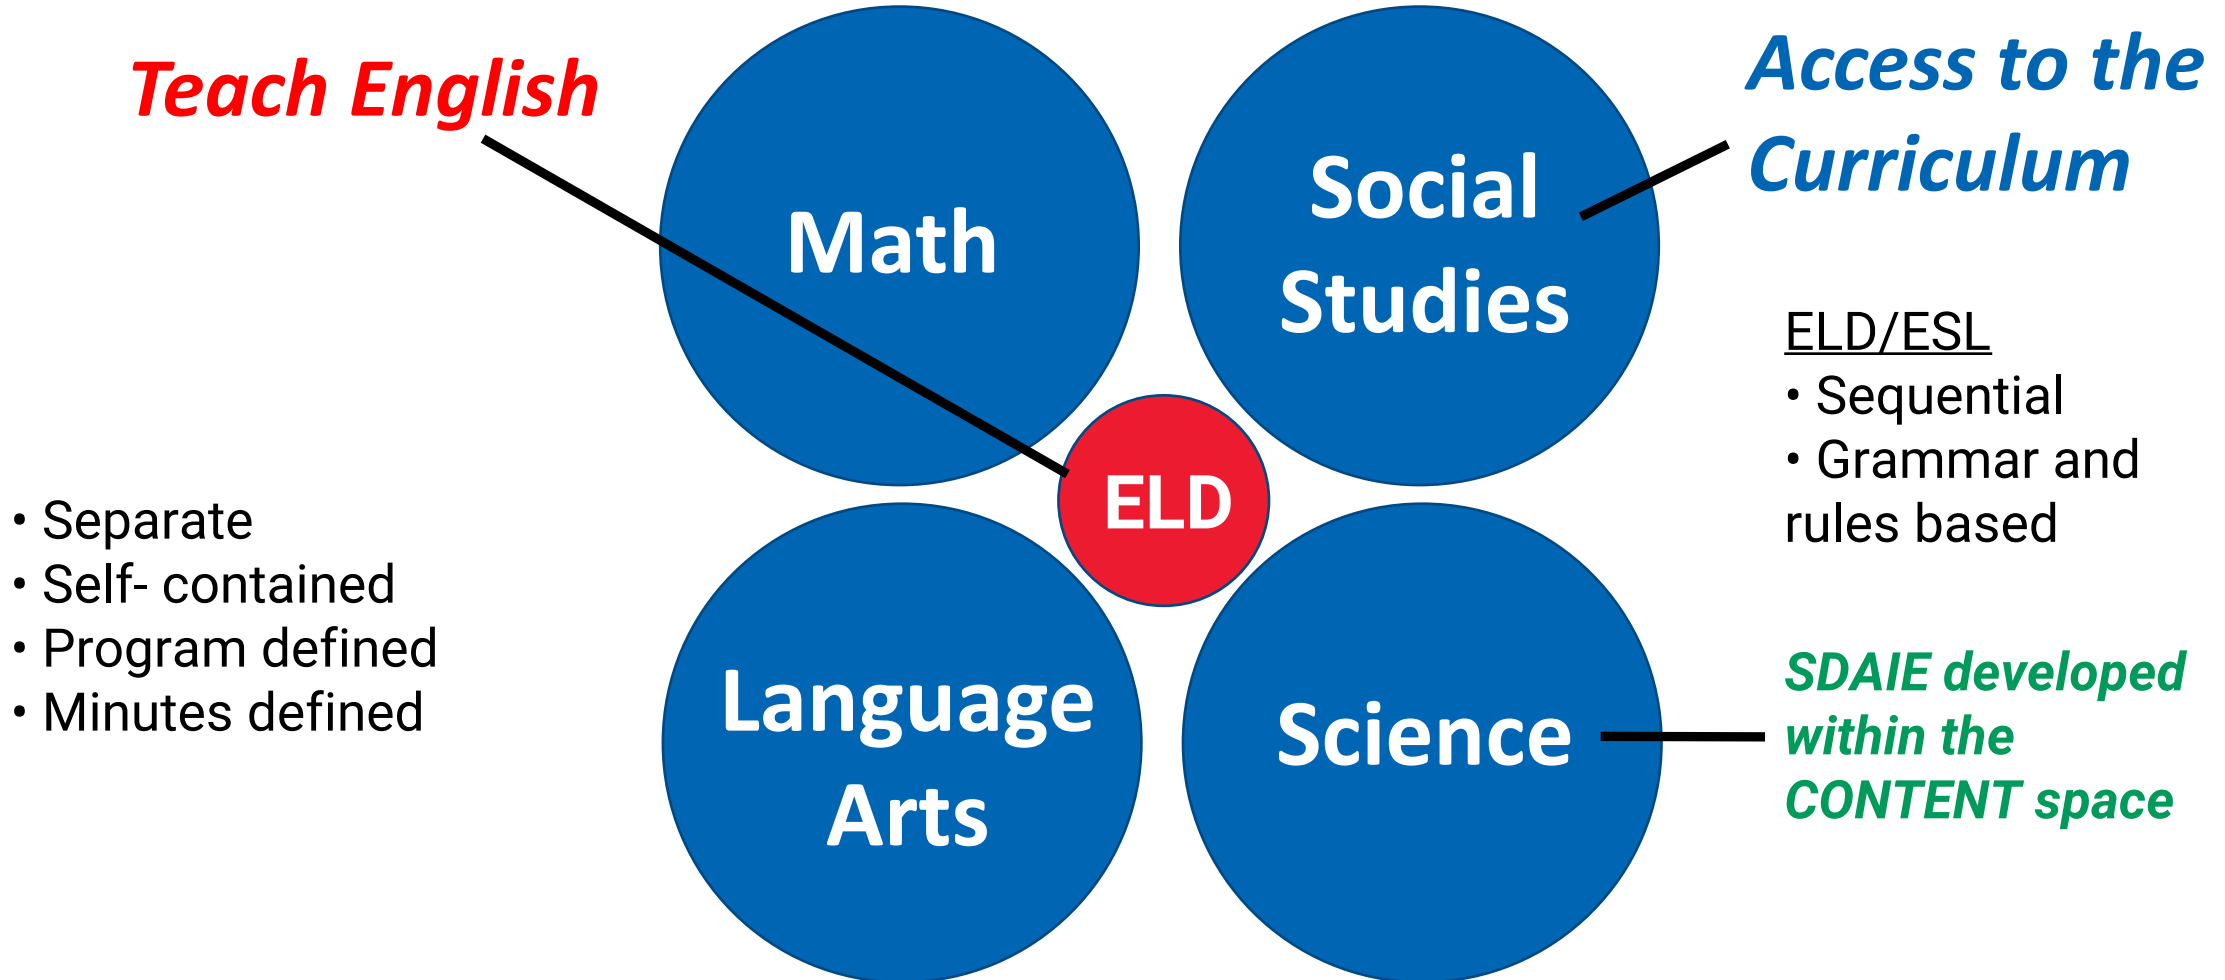 Teach English
Access to the
Curriculum
Math
Social
Studies
ELD/ESL
• Sequential
• Grammar and
rules based
ELD
• Separate
• Self- contained
• Program defined
• Minutes defined
Language
Arts
Science
SDAIE developed
within the
CONTENT space